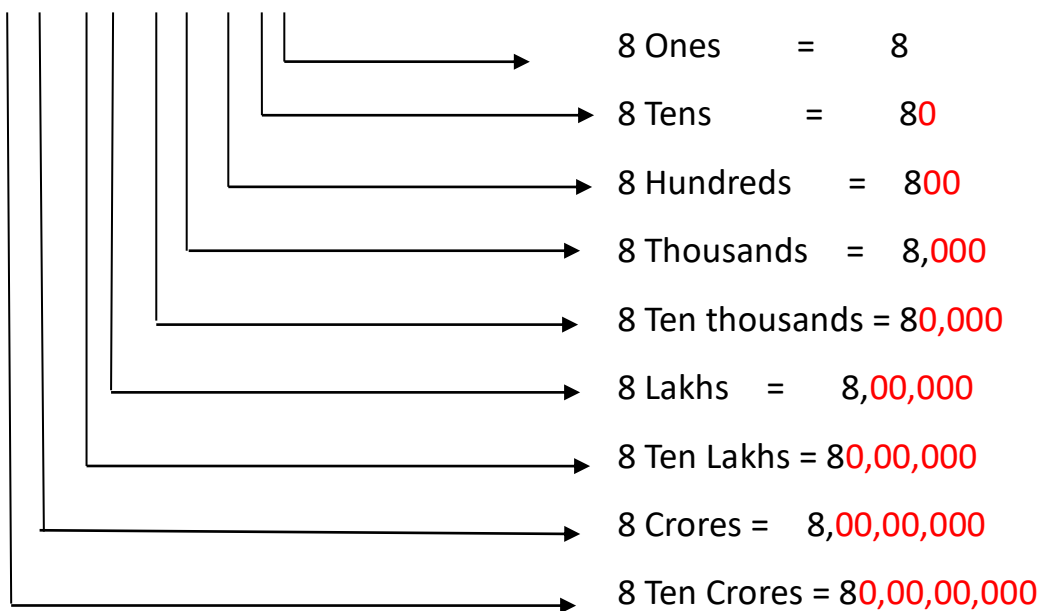 8 Ones = 8
8 Tens = 80
8 Hundreds = 800
8 Thousands = 8,000
8 Ten thousands = 80,000
8 Lakhs = 8,00,000
8 Ten Lakhs = 80,00,000
8 Crores = 8,00,00,000
8 Ten Crores = 80,00,00,000